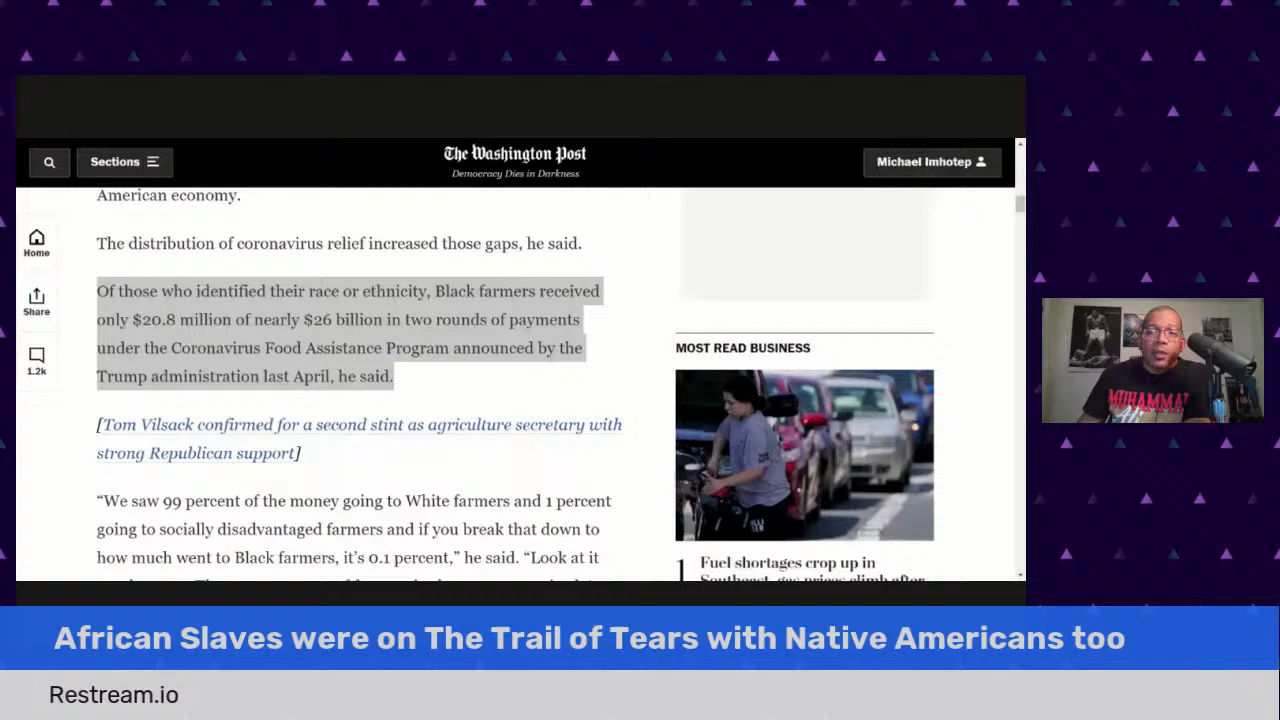 Sections
The Washington Post
Democracy Dies in Darkness
Michael Imhotep
American economy.
The distribution of coronavirus relief increased those gaps, he said.
Of those who identified their race or ethnicity, Black farmers received
only $20.8 million of nearly $26 billion in two rounds of payments
under the Coronavirus Food Assistance Program announced by the
Trump administration last April, he said.
[Tom Vilsack confirmed for a second stint as agriculture secretary with
strong Republican support]
“We saw 99 percent of the money going to White farmers and 1 percent
going to socially disadvantaged farmers and if you break that down to
how much went to Black farmers, it’s 0.1 percent,” he said. “Look at it
Home
Share
1.2k
MOST READ BUSINESS
1
Fuel shortages crop up in
Southeast, gas prices climb after
MUHAMMA
African Slaves were on The Trail of Tears with Native Americans too
Restream.io